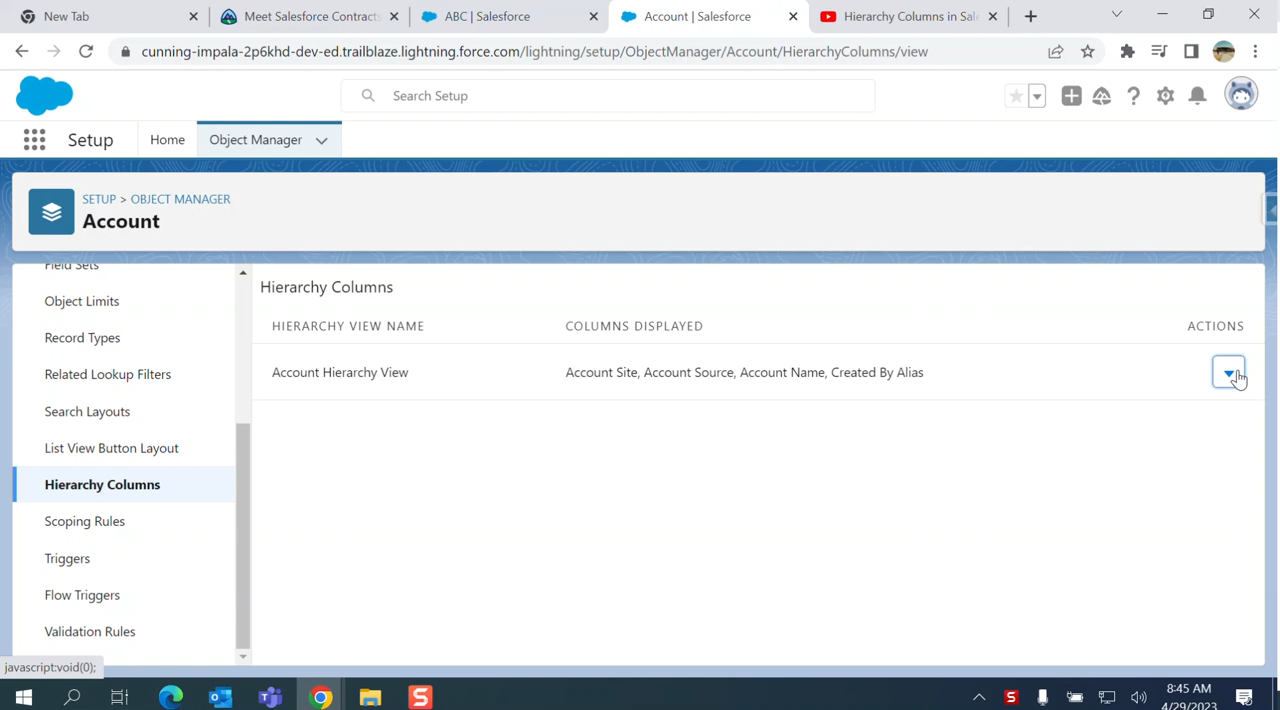 New Tab
Meet Salesforce Contracts
ABC | Salesforce
Account | Salesforce
Hierarchy Columns in Sal
cunning-impala-2p6khd-dev-ed.trailblaze.lightning.force.com/lightning/setup/ObjectManager/Account/HierarchyColumns/view
Search Setup
Setup
Home
Object Manager
SETUP > OBJECT MANAGER
Account
Field Sets
Object Limits
Record Types
Related Lookup Filters
Search Layouts
List View Button Layout
Hierarchy Columns
Scoping Rules
Triggers
Flow Triggers
Validation Rules
Hierarchy Columns
HIERARCHY VIEW NAME COLUMNS DISPLAYED ACTIONS
Account Hierarchy View Account Site, Account Source, Account Name, Created By Alias
javascript:void(0);
8:45 AM
4/29/2023